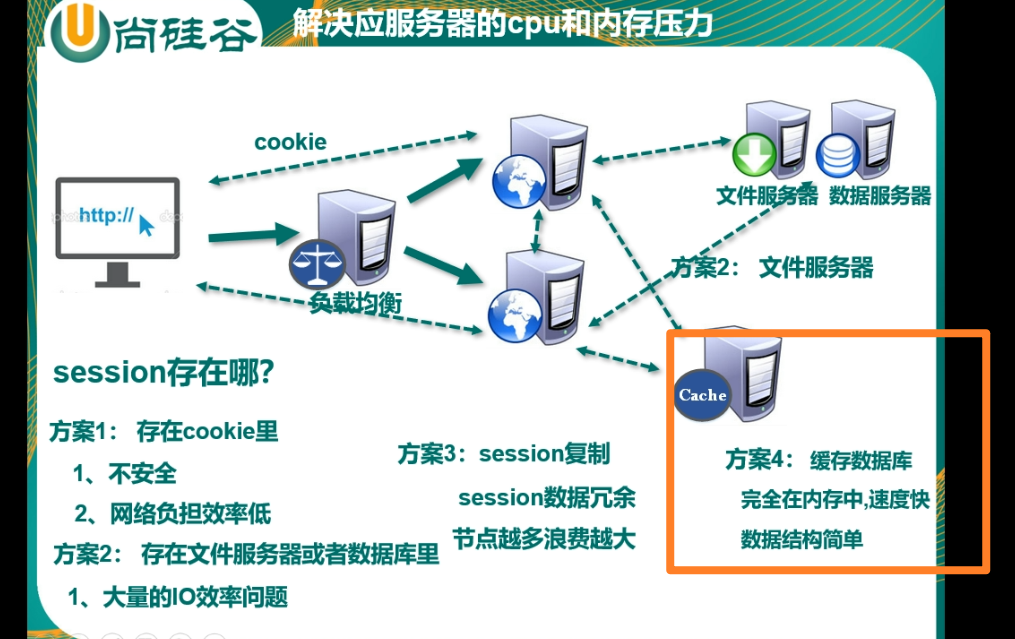 尚硅谷
解决应服务器的cpu和内存压力
cookie
http://
负载均衡
文件服务器
数据服务器
方案2： 文件服务器
Cache
session存在哪?
方案1： 存在cookie里
1、不安全
2、网络负担效率低
方案2： 存在文件服务器或者数据库里
1、大量的IO效率问题
方案3：session复制
session数据冗余
节点越多浪费越大
方案4： 缓存数据库
完全在内存中,速度快
数据结构简单